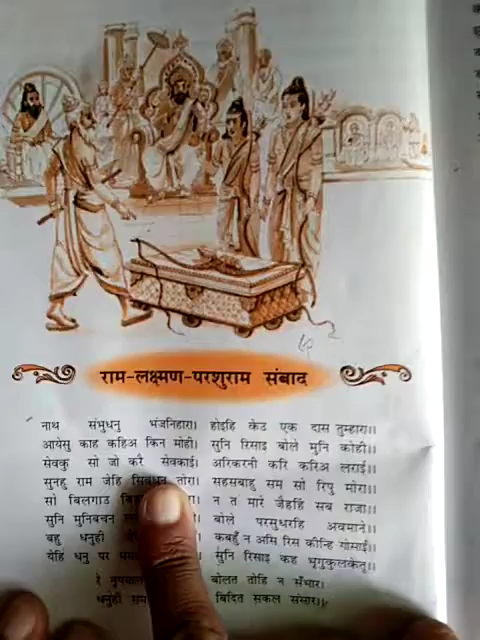 राम-लक्ष्मण-परशुराम संबाद
नाथ संभुधनु भंजनिहारा। होइहि केउ एक दास तुम्हारा॥
आयेसु काह कहिअ किन मोही। सुनि रिसाइ बोले मुनि कोही॥
सेवकु सो जो करै सेवकाई। अरिकरनी करि करिअ लराई॥
सुनहु राम जेहि सिवधनु तोरा। सहसबाहु सम सो रिपु मोरा॥
सो बिलगाउ न त मारे जैहहिं सब राजा॥
सुनि मुनिबचन बोले परसुधरहि अवमाने॥
बहु धनुही कबहुँ न असि रिस कीन्हि गोसाईं॥
येहि धनु पर सुनि रिसाइ कह भृगुकुलकेतू॥
रे नृपबाल बोलत तोहि न सँभार।
धनुही सम बिदित सकल संसार॥